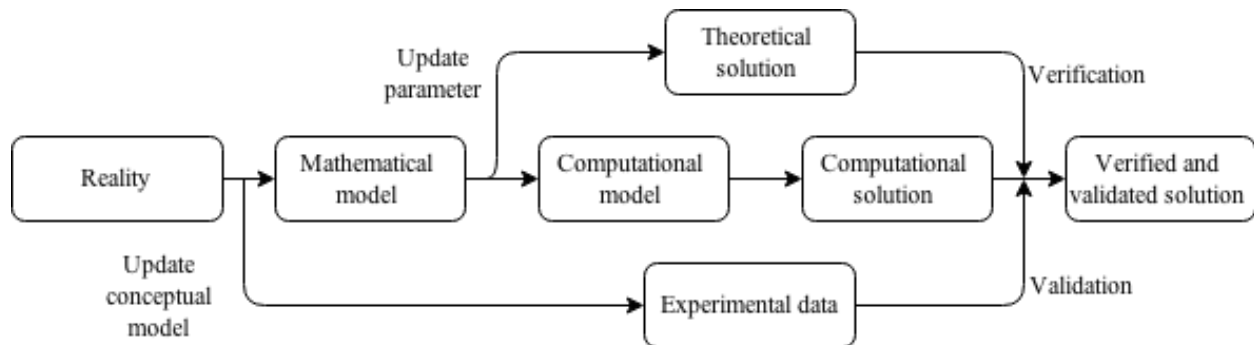 Theoretical
solution
Update
parameter
Verification
Reality
Mathematical
model
Computational
model
Computational
solution
Verified and
validated solution
Update
conceptual
model
Experimental data
Validation